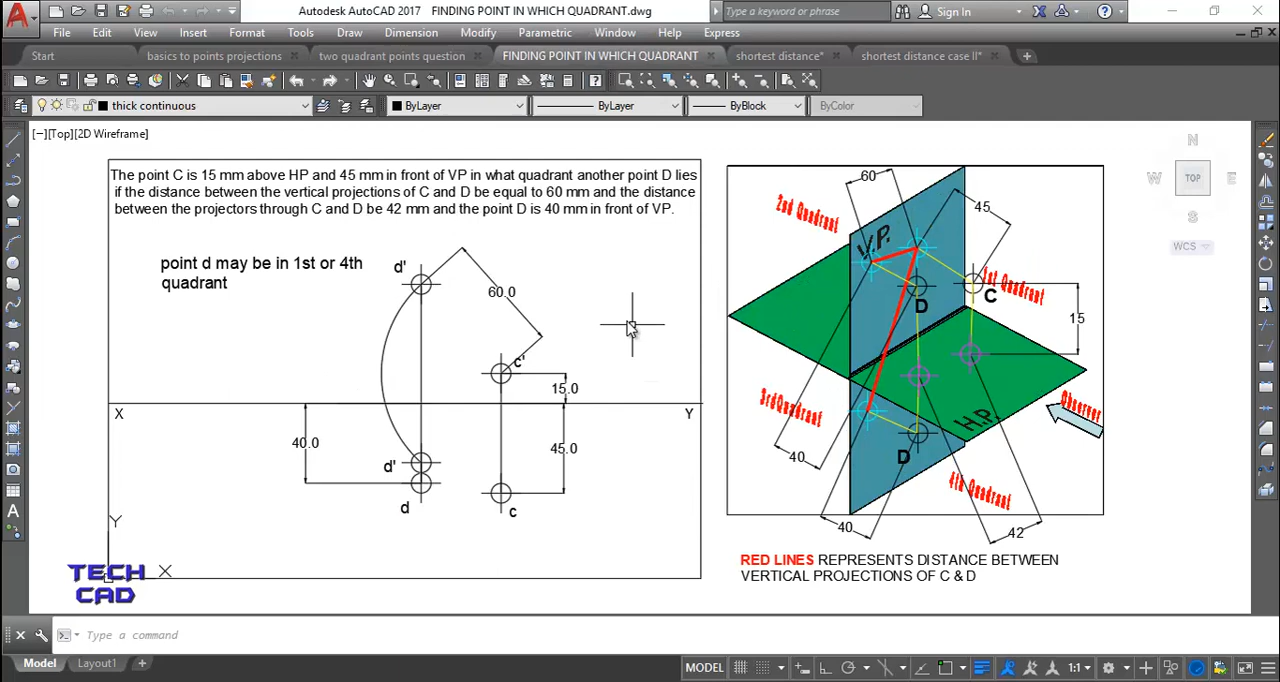 Autodesk AutoCAD 2017 FINDING POINT IN WHICH QUADRANT.dwg
Type a keyword or phrase
Sign In
File Edit View Insert Format Tools Draw Dimension Modify Parametric Window Help Express
Start
basics to points projections
two quadrant points question
FINDING POINT IN WHICH QUADRANT
shortest distance*
shortest distance case II*
thick continuous
ByLayer
ByLayer
ByBlock
ByColor
[−][Top][2D Wireframe]
The point C is 15 mm above HP and 45 mm in front of VP in what quadrant another point D lies
if the distance between the vertical projections of C and D be equal to 60 mm and the distance
between the projectors through C and D be 42 mm and the point D is 40 mm in front of VP.
point d may be in 1st or 4th
quadrant
d'
60.0
c'
15.0
X
Y
40.0
45.0
d'
d
c
Y
X
TECH
CAD
60
45
2nd Quadrant
V.P.
1st Quadrant
C
D
15
3rdQuadrant
Observer
H.P.
D
40
4th Quadrant
40
42
RED LINES REPRESENTS DISTANCE BETWEEN
VERTICAL PROJECTIONS OF C & D
N
W
TOP
E
S
WCS
Type a command
Model
Layout1
MODEL
1:1